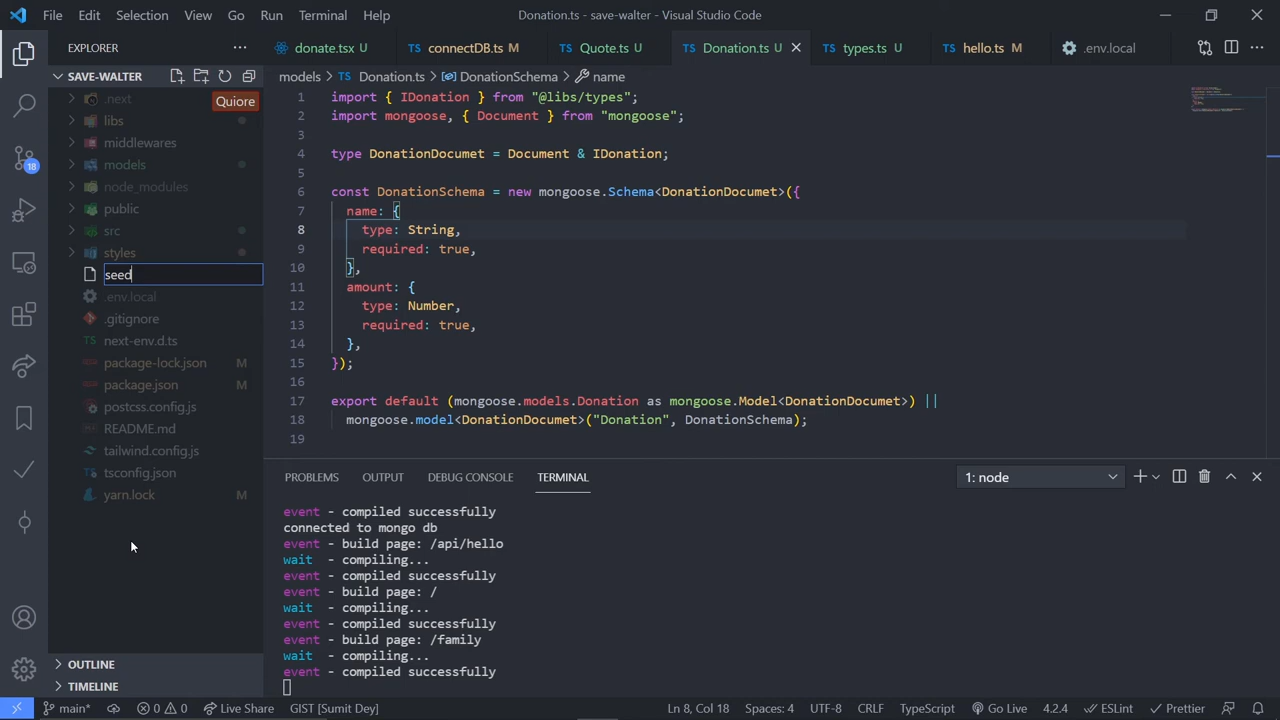 File Edit Selection View Go Run Terminal Help Donation.ts - save-walter - Visual Studio Code
EXPLORER ··· donate.tsx U connectDB.ts M Quote.ts U Donation.ts U types.ts U hello.ts M .env.local ···
SAVE-WALTER
models > TS Donation.ts > DonationSchema > name
.next
Quiore
libs
middlewares
models
node_modules
public
src
styles
seed
.env.local
.gitignore
TS next-env.d.ts
package-lock.json M
package.json M
postcss.config.js
README.md
tailwind.config.js
tsconfig.json
yarn.lock M
OUTLINE
TIMELINE
18
1 import { IDonation } from "@libs/types";
2 import mongoose, { Document } from "mongoose";
3
4 type DonationDocumet = Document & IDonation;
5
6 const DonationSchema = new mongoose.Schema<DonationDocumet>({
7 name: {
8 type: String,
9 required: true,
10 },
11 amount: {
12 type: Number,
13 required: true,
14 },
15 });
16
17 export default (mongoose.models.Donation as mongoose.Model<DonationDocumet>) ||
18 mongoose.model<DonationDocumet>("Donation", DonationSchema);
19
PROBLEMS OUTPUT DEBUG CONSOLE TERMINAL 1: node
event - compiled successfully
connected to mongo db
event - build page: /api/hello
wait - compiling...
event - compiled successfully
event - build page: /
wait - compiling...
event - compiled successfully
event - build page: /family
wait - compiling...
event - compiled successfully
main* 0 0 Live Share GIST [Sumit Dey] Ln 8, Col 18 Spaces: 4 UTF-8 CRLF TypeScript Go Live 4.2.4 ESLint Prettier